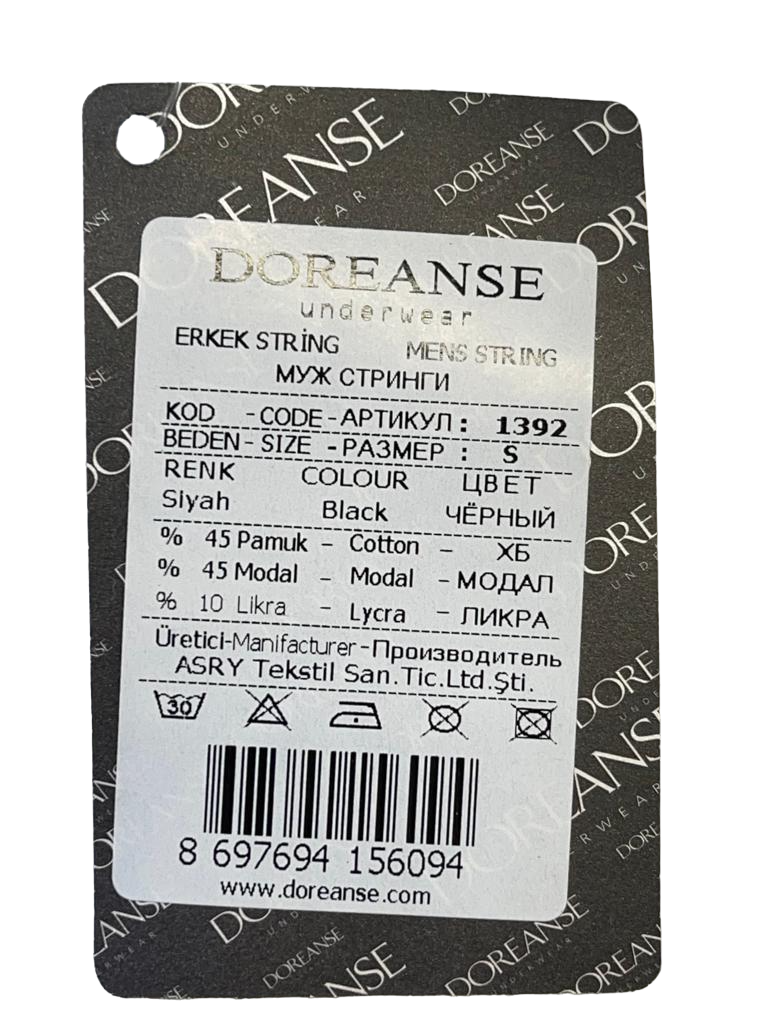 DOREANSE
underwear
ERKEK STRİNG MENS STRING
МУЖ СТРИНГИ
KOD -CODE-АРТИКУЛ: 1392
BEDEN- SIZE -РАЗМЕР : S
RENK COLOUR ЦВЕТ
Siyah Black ЧЁРНЫЙ
% 45 Pamuk - Cotton - ХБ
% 45 Modal - Modal -МОДАЛ
% 10 Likra - Lycra - ЛИКРА
Üretici-Manifacturer-Производитель
ASRY Tekstil San.Tic.Ltd.Şti.
30
8 697694 156094
www.doreanse.com